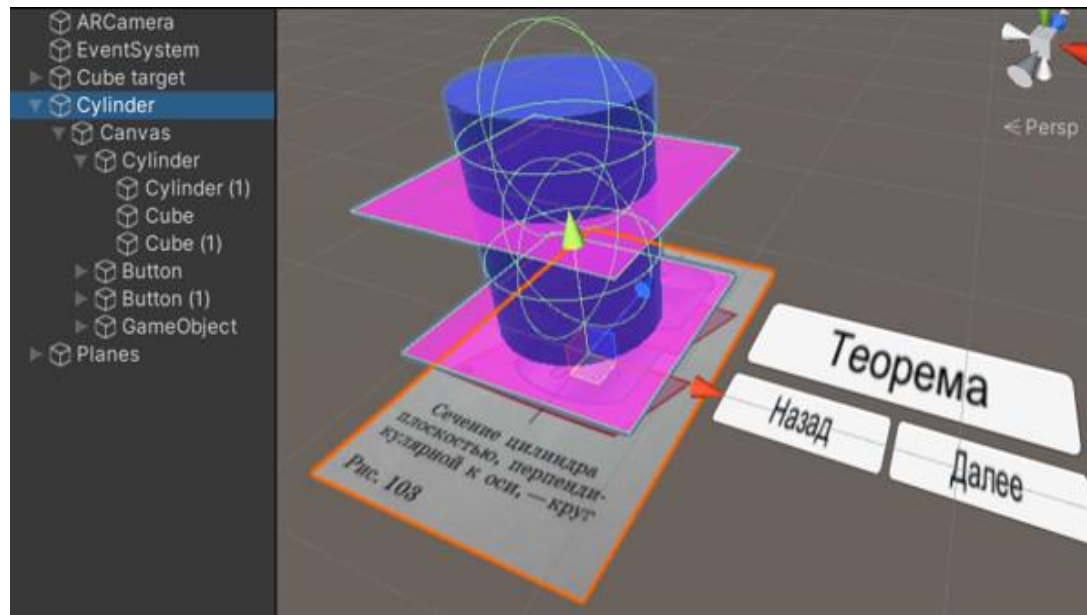 ARCamera
EventSystem
Cube target
Cylinder
Canvas
Cylinder
Cylinder (1)
Cube
Cube (1)
Button
Button (1)
GameObject
Planes
Persp
Теорема
Назад
Далее
Сечение цилиндра
плоскостью, перпенди-
кулярной к оси, — круг
Рис. 103